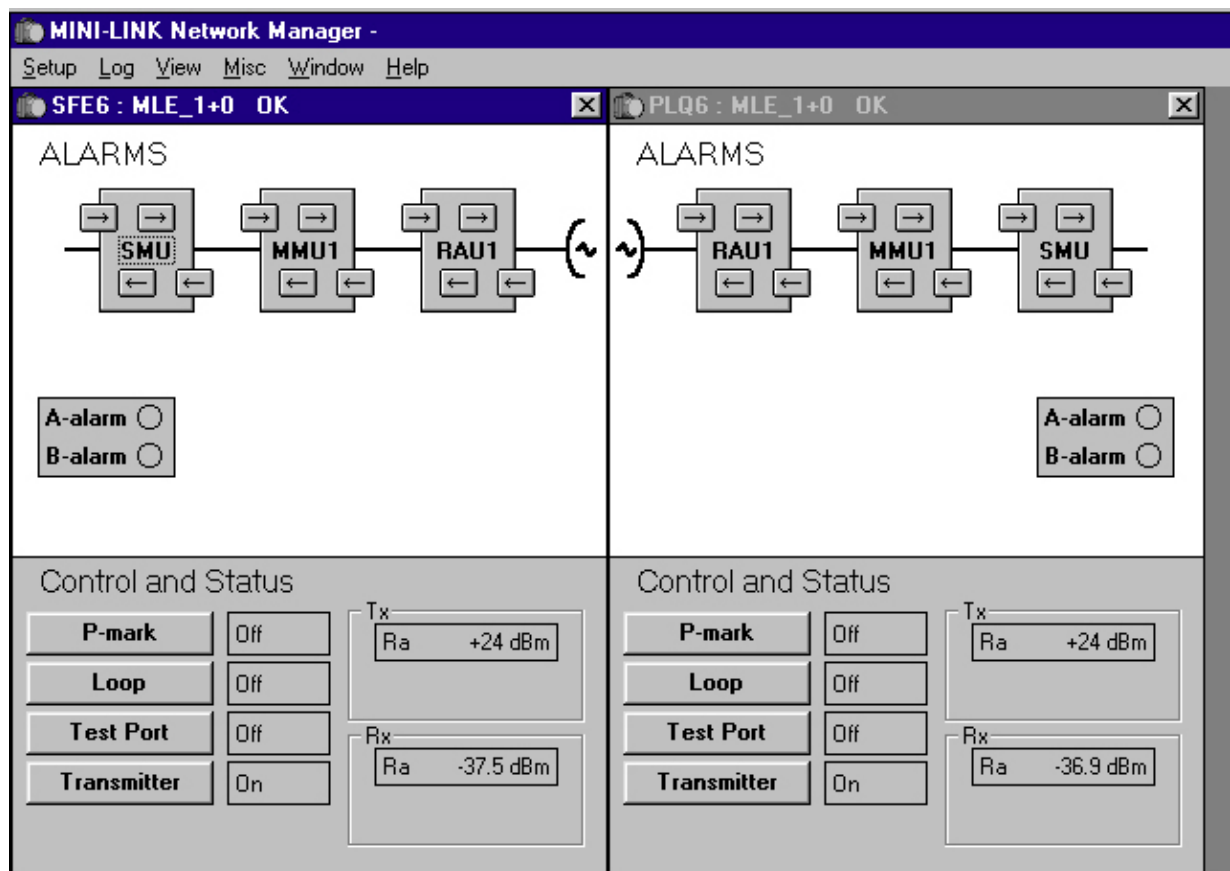 MINI-LINK Network Manager -
Setup Log View Misc Window Help
SFE6 : MLE_1+0 OK
ALARMS
→ → → → → →
SMU MMU1 RAU1
← ← ← ← ← ←
A-alarm
B-alarm
Control and Status
P-mark Off
Loop Off
Test Port Off
Transmitter On
Tx
Ra +24 dBm
Rx
Ra -37.5 dBm
PLQ6 : MLE_1+0 OK
ALARMS
→ → → → → →
RAU1 MMU1 SMU
← ← ← ← ← ←
A-alarm
B-alarm
Control and Status
P-mark Off
Loop Off
Test Port Off
Transmitter On
Tx
Ra +24 dBm
Rx
Ra -36.9 dBm